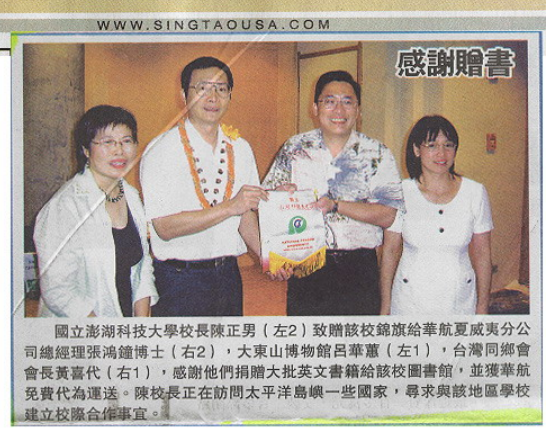 WWW.SINGTAOUSA.COM
感謝贈書
國立澎湖科技大學校長陳正男（左2）致贈該校錦旗給華航夏威夷分公
司總經理張鴻鐘博士（右2），大東山博物館呂華蕙（左1），台灣同鄉會
會長黃喜代（右1），感謝他們捐贈大批英文書籍給該校圖書館，並獲華航
免費代為運送。陳校長正在訪問太平洋島嶼一些國家，尋求與該地區學校
建立校際合作事宜。